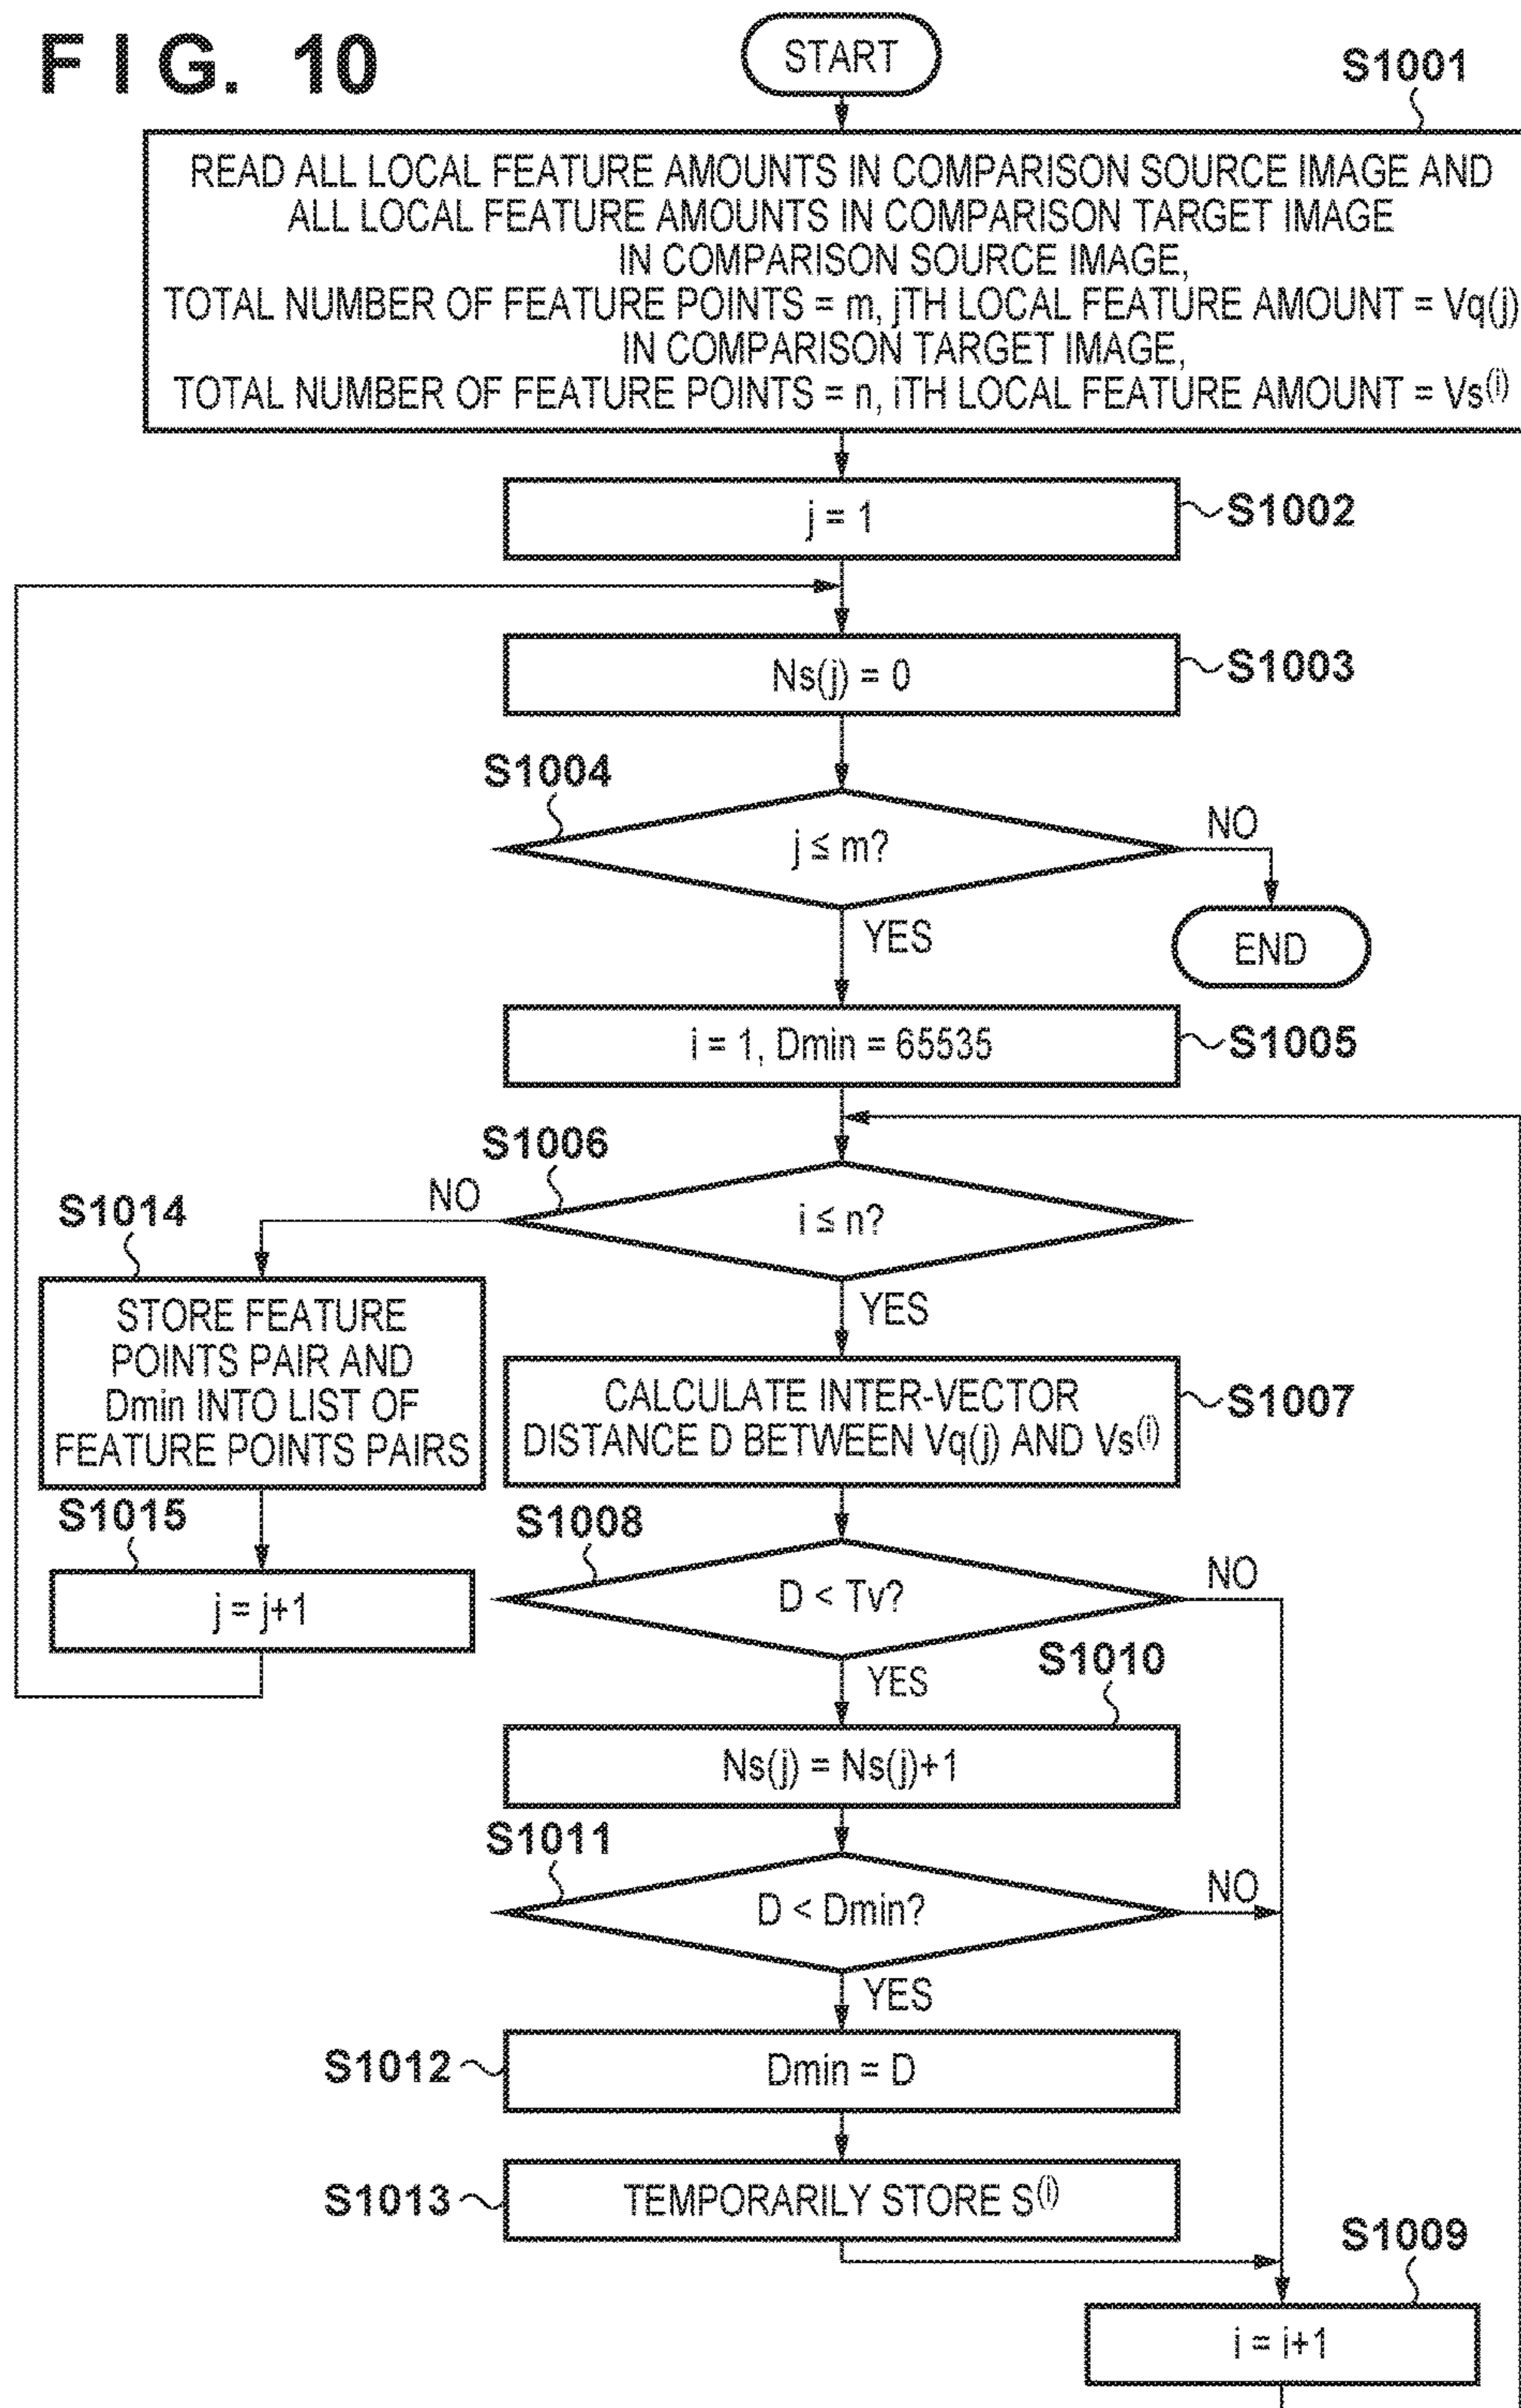 FIG. 10
START
S1001
READ ALL LOCAL FEATURE AMOUNTS IN COMPARISON SOURCE IMAGE AND
ALL LOCAL FEATURE AMOUNTS IN COMPARISON TARGET IMAGE
IN COMPARISON SOURCE IMAGE,
TOTAL NUMBER OF FEATURE POINTS = m, jTH LOCAL FEATURE AMOUNT = Vq(j)
IN COMPARISON TARGET IMAGE,
TOTAL NUMBER OF FEATURE POINTS = n, iTH LOCAL FEATURE AMOUNT = Vs(i)
j = 1
S1002
Ns(j) = 0
S1003
S1004
j ≤ m?
NO
YES
END
i = 1, Dmin = 65535
S1005
S1006
i ≤ n?
NO
YES
S1014
STORE FEATURE
POINTS PAIR AND
Dmin INTO LIST OF
FEATURE POINTS PAIRS
CALCULATE INTER-VECTOR
DISTANCE D BETWEEN Vq(j) AND Vs(i)
S1007
S1015
j = j+1
S1008
D < Tv?
NO
YES
S1010
Ns(j) = Ns(j)+1
S1011
D < Dmin?
NO
YES
S1012
Dmin = D
S1013
TEMPORARILY STORE S(i)
S1009
i = i+1